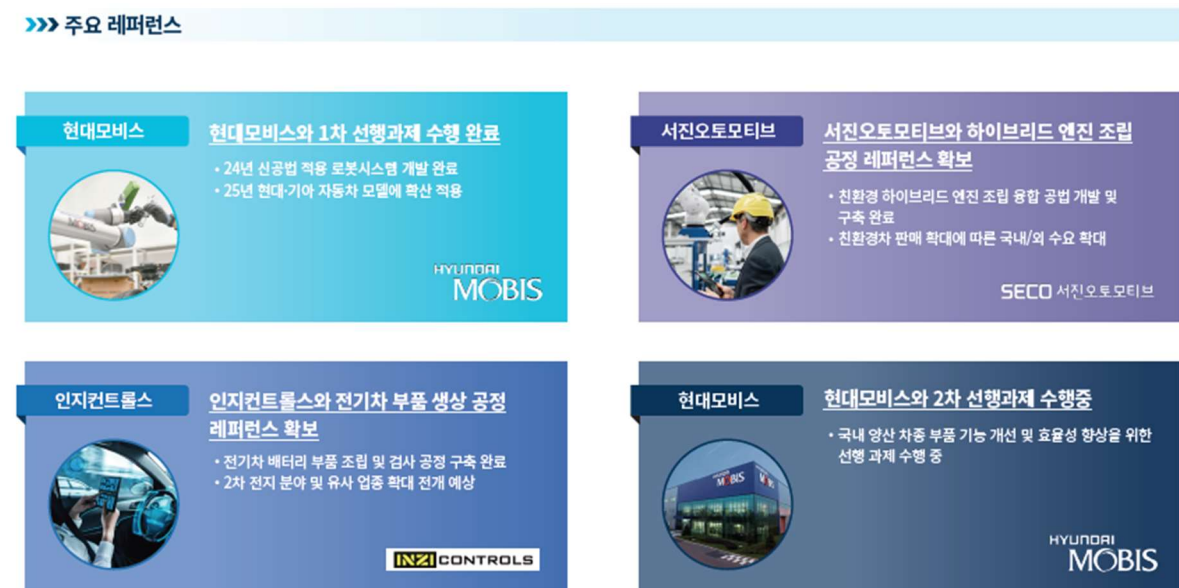 >>> 주요 레퍼런스
현대모비스
현대모비스와 1차 선행과제 수행 완료
• 24년 신공법 적용 로봇시스템 개발 완료
• 25년 현대·기아 자동차 모델에 확산 적용
MOBIS
HYUNDAI
MOBIS
서진오토모티브
서진오토모티브와 하이브리드 엔진 조립
공정 레퍼런스 확보
• 친환경 하이브리드 엔진 조립 융합 공법 개발 및
구축 완료
• 친환경차 판매 확대에 따른 국내/외 수요 확대
SECO 서진오토모티브
인지컨트롤스
인지컨트롤스와 전기차 부품 생산 공정
레퍼런스 확보
• 전기차 배터리 부품 조립 및 검사 공정 구축 완료
• 2차 전지 분야 및 유사 업종 확대 전개 예상
INZI CONTROLS
현대모비스
현대모비스와 2차 선행과제 수행중
• 국내 양산 차종 부품 기능 개선 및 효율성 향상을 위한
선행 과제 수행 중
MOBIS
HYUNDAI
MOBIS